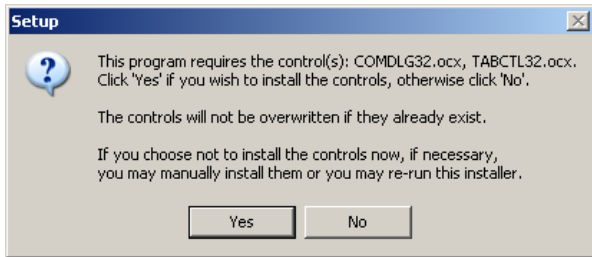 Setup
This program requires the control(s): COMDLG32.ocx, TABCTL32.ocx.
Click 'Yes' if you wish to install the controls, otherwise click 'No'.
The controls will not be overwritten if they already exist.
If you choose not to install the controls now, if necessary,
you may manually install them or you may re-run this installer.
Yes No